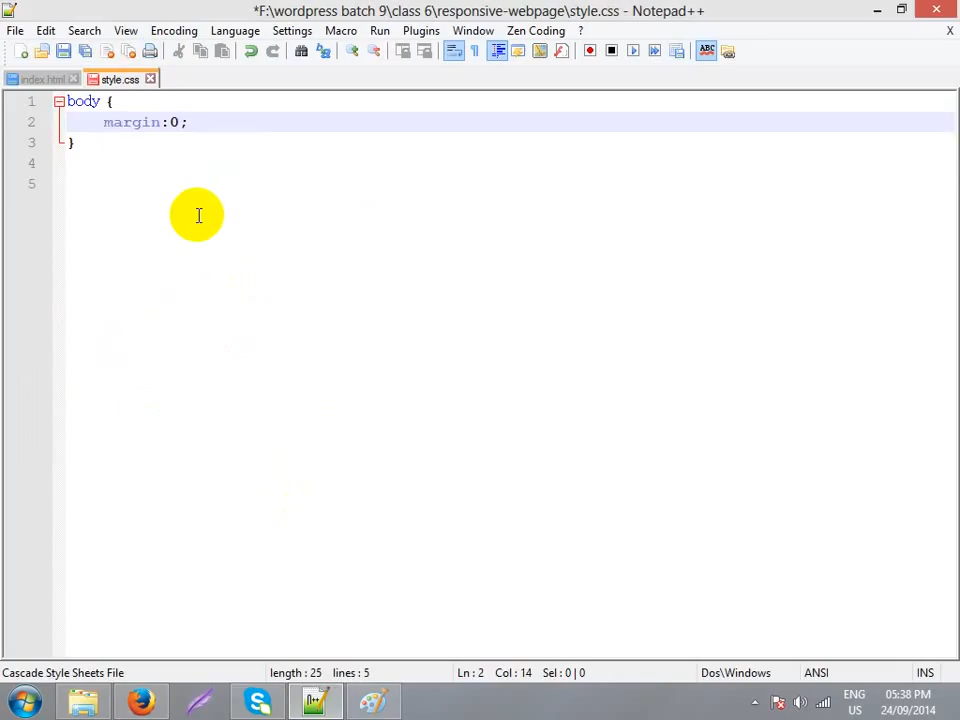 *F:\wordpress batch 9\class 6\responsive-webpage\style.css - Notepad++
File Edit Search View Encoding Language Settings Macro Run Plugins Window Zen Coding ? X
index.html style.css
1 body {
2 margin:0;
3 }
4
5
Cascade Style Sheets File length : 25 lines : 5 Ln : 2 Col : 14 Sel : 0 | 0 Dos\Windows ANSI INS
ENG 05:38 PM
US 24/09/2014